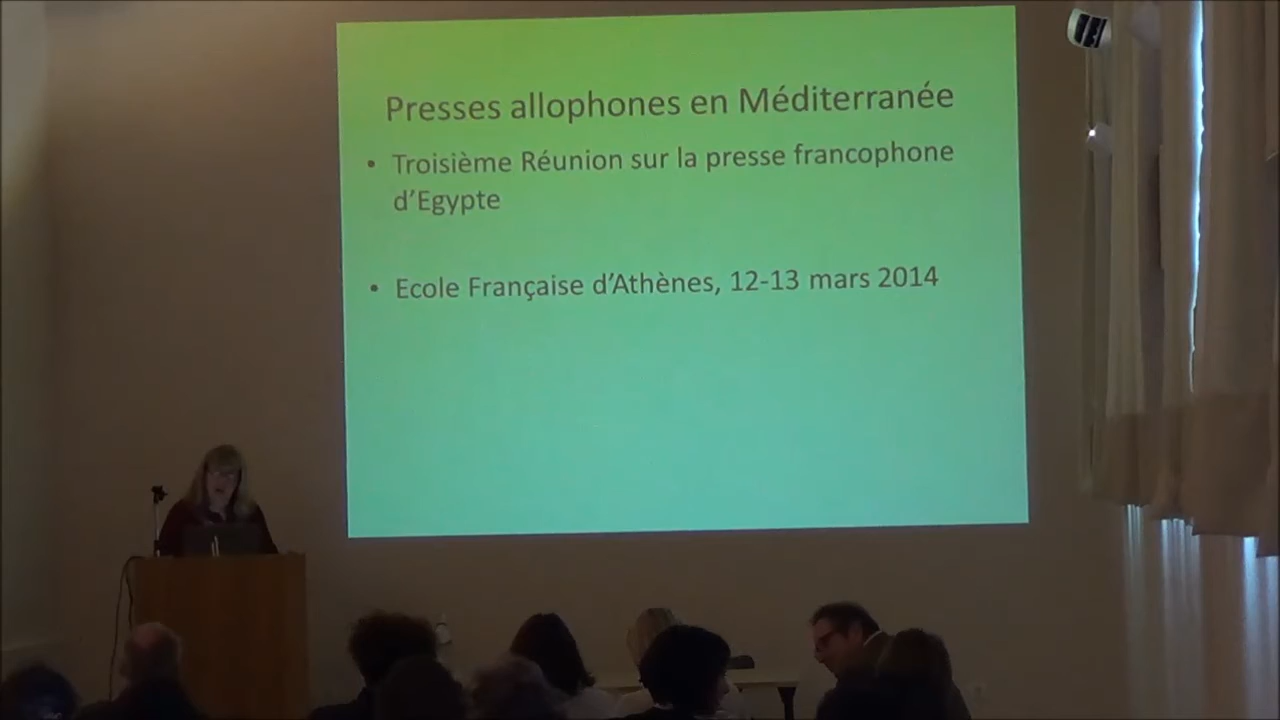 Presses allophones en Méditerranée
• Troisième Réunion sur la presse francophone
d’Egypte
• Ecole Française d’Athènes, 12-13 mars 2014